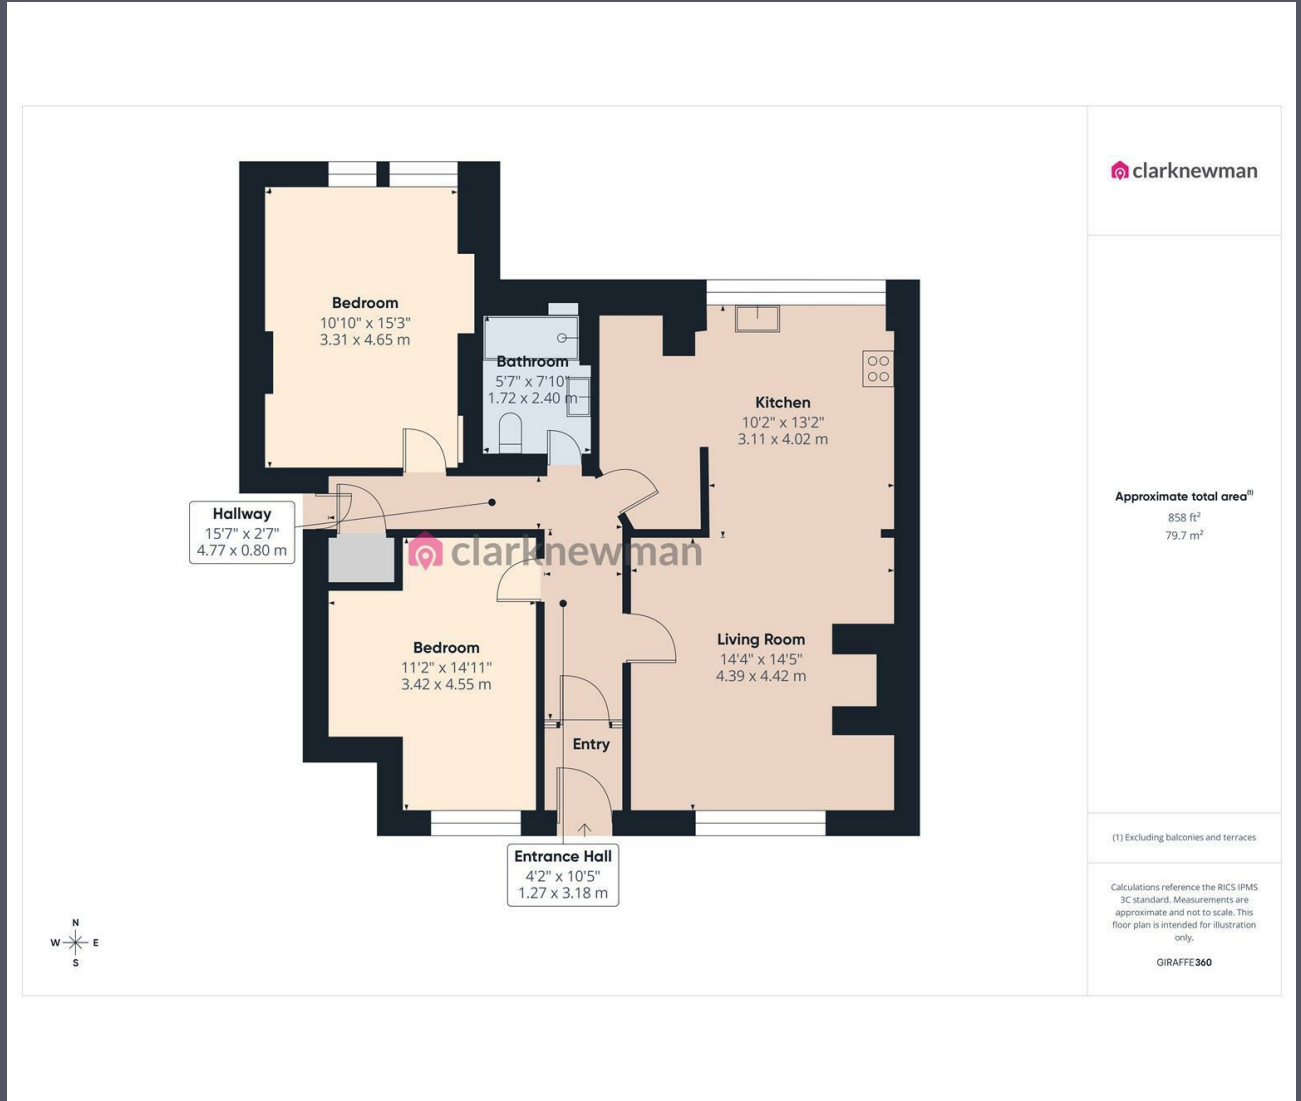 clarknewman
Bedroom
10'10" x 15'3"
3.31 x 4.65 m
Bathroom
5'7" x 7'10"
1.72 x 2.40 m
Kitchen
10'2" x 13'2"
3.11 x 4.02 m
Hallway
15'7" x 2'7"
4.77 x 0.80 m
clarknewman
Bedroom
11'2" x 14'11"
3.42 x 4.55 m
Living Room
14'4" x 14'5"
4.39 x 4.42 m
Entry
Entrance Hall
4'2" x 10'5"
1.27 x 3.18 m
N
W E
S
Approximate total area(1)
858 ft²
79.7 m²
(1) Excluding balconies and terraces
Calculations reference the RICS IPMS
3C standard. Measurements are
approximate and not to scale. This
floor plan is intended for illustration
only.
GIRAFFE360